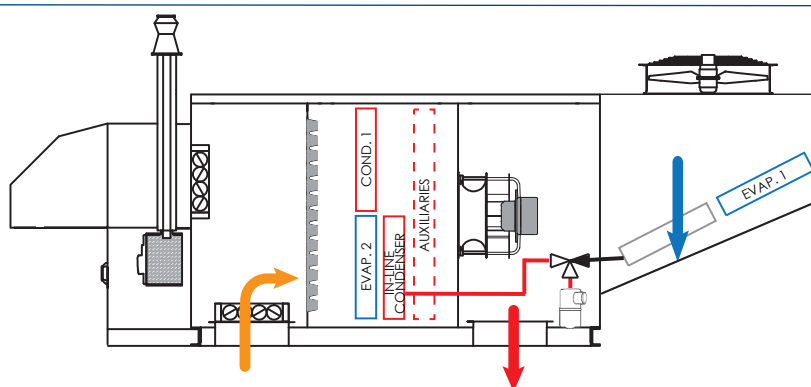 COND. 1
EVAP. 2
IN-LINE
CONDENSER
AUXILIARIES
EVAP. 1